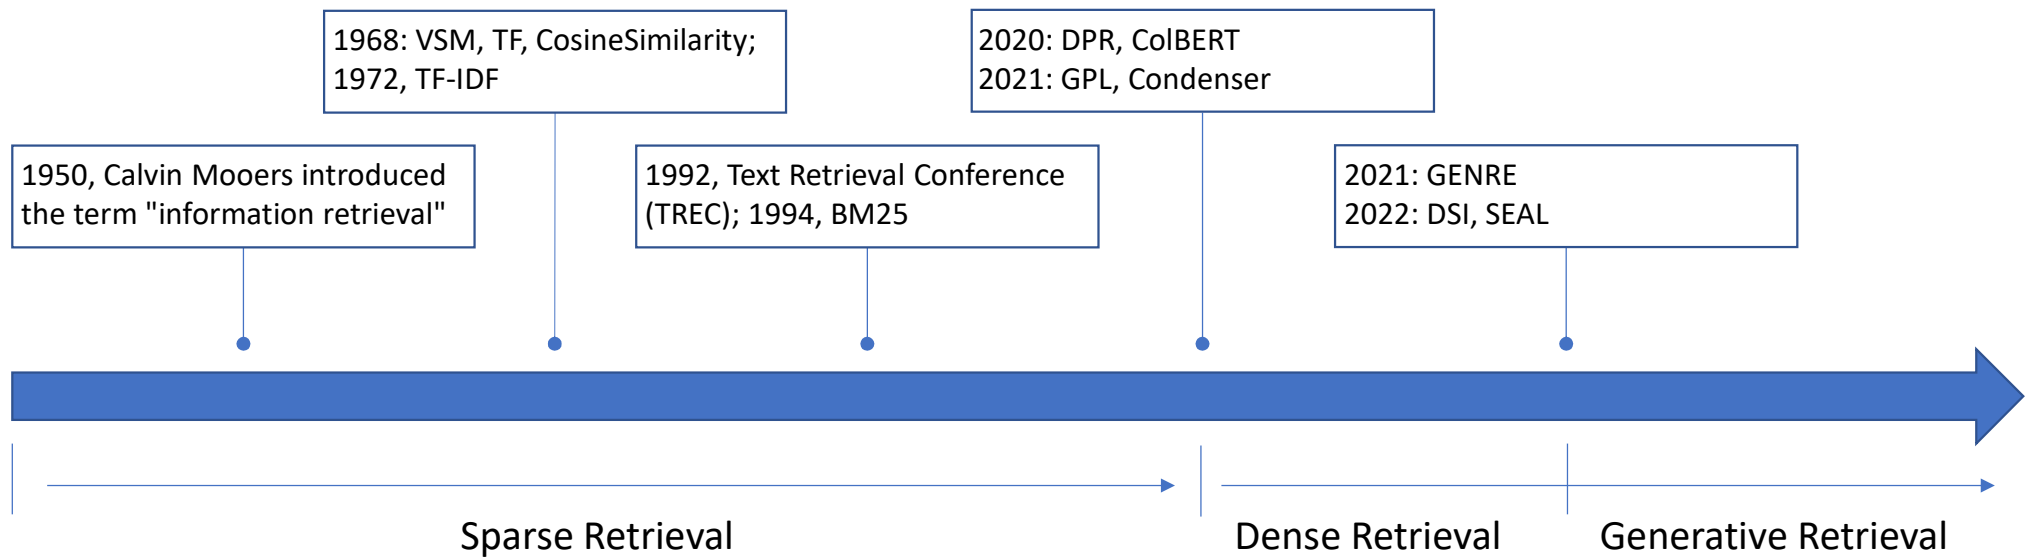 1968: VSM, TF, CosineSimilarity;
1972, TF-IDF
2020: DPR, ColBERT
2021: GPL, Condenser
1950, Calvin Mooers introduced
the term "information retrieval"
1992, Text Retrieval Conference
(TREC); 1994, BM25
2021: GENRE
2022: DSI, SEAL
Sparse Retrieval
Dense Retrieval
Generative Retrieval